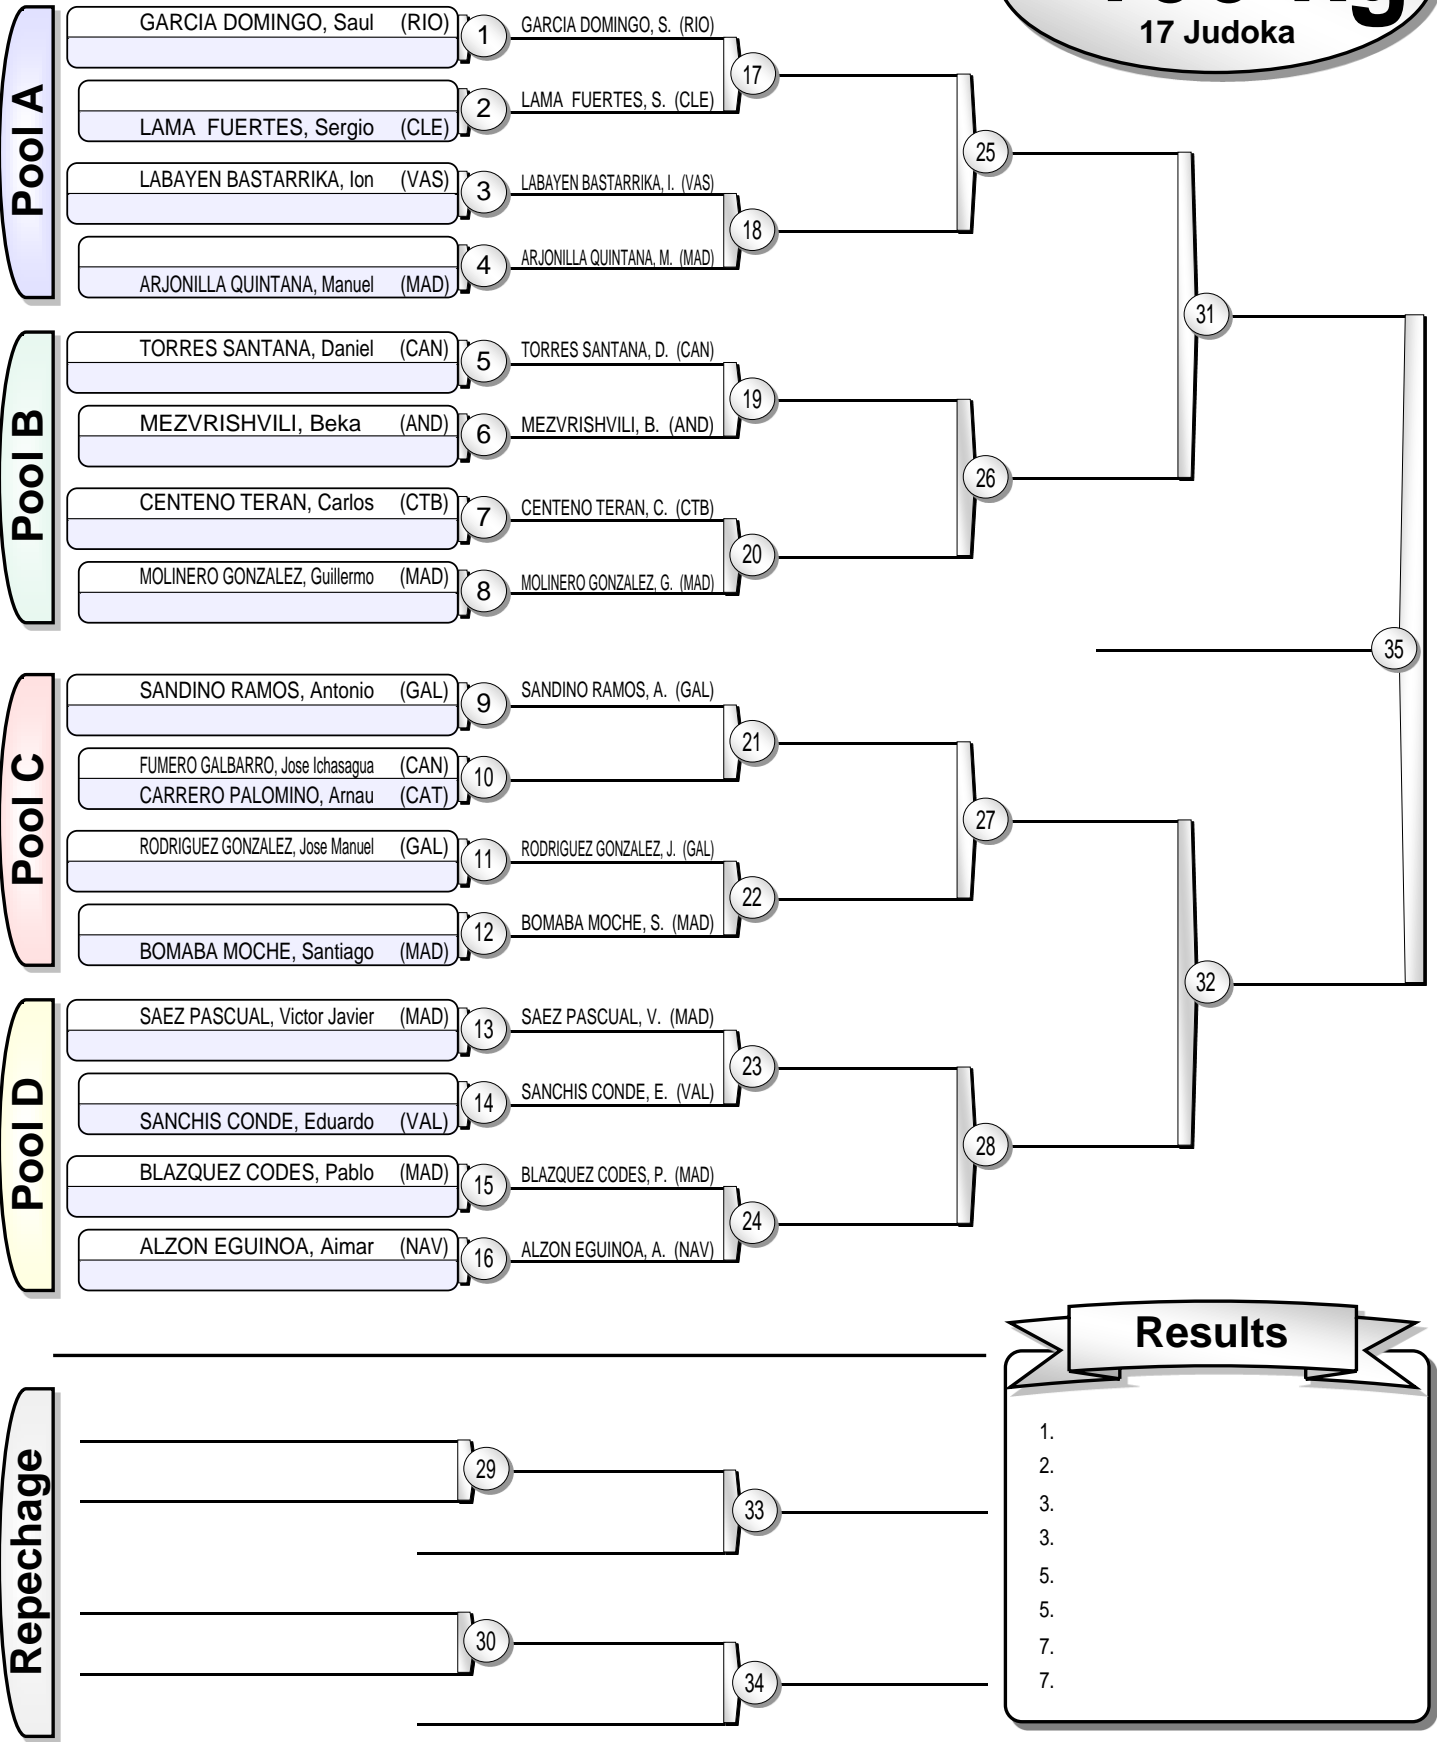 17 Judoka
Pool A
GARCIA DOMINGO, Saul (RIO) 1 GARCIA DOMINGO, S. (RIO)
17
LAMA FUERTES, Sergio (CLE) 2 LAMA FUERTES, S. (CLE)
25
LABAYEN BASTARRIKA, Ion (VAS) 3 LABAYEN BASTARRIKA, I. (VAS)
18
ARJONILLA QUINTANA, Manuel (MAD) 4 ARJONILLA QUINTANA, M. (MAD)
31
Pool B
TORRES SANTANA, Daniel (CAN) 5 TORRES SANTANA, D. (CAN)
19
MEZVRISHVILI, Beka (AND) 6 MEZVRISHVILI, B. (AND)
26
CENTENO TERAN, Carlos (CTB) 7 CENTENO TERAN, C. (CTB)
20
MOLINERO GONZALEZ, Guillermo (MAD) 8 MOLINERO GONZALEZ, G. (MAD)
35
Pool C
SANDINO RAMOS, Antonio (GAL) 9 SANDINO RAMOS, A. (GAL)
21
FUMERO GALBARRO, Jose Ichasagua (CAN) 10
CARRERO PALOMINO, Arnau (CAT)
27
RODRIGUEZ GONZALEZ, Jose Manuel (GAL) 11 RODRIGUEZ GONZALEZ, J. (GAL)
22
BOMABA MOCHE, Santiago (MAD) 12 BOMABA MOCHE, S. (MAD)
32
Pool D
SAEZ PASCUAL, Victor Javier (MAD) 13 SAEZ PASCUAL, V. (MAD)
23
SANCHIS CONDE, Eduardo (VAL) 14 SANCHIS CONDE, E. (VAL)
28
BLAZQUEZ CODES, Pablo (MAD) 15 BLAZQUEZ CODES, P. (MAD)
24
ALZON EGUINOA, Aimar (NAV) 16 ALZON EGUINOA, A. (NAV)
Repechage
29
33
30
34
Results
1.
2.
3.
3.
5.
5.
7.
7.